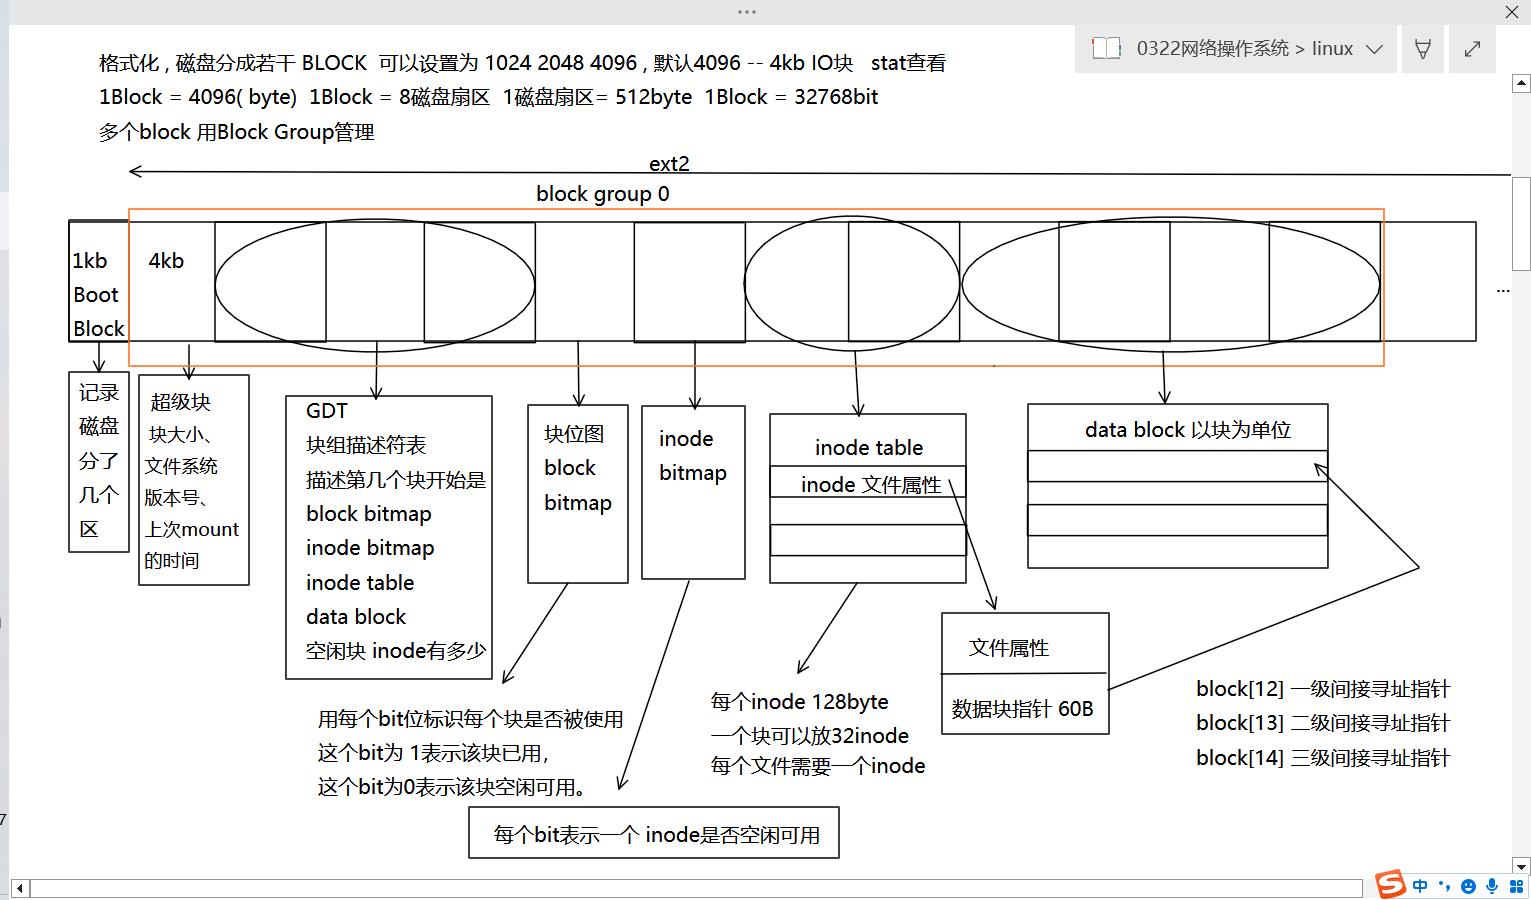 0322网络操作系统 > linux
格式化 , 磁盘分成若干 BLOCK 可以设置为 1024 2048 4096 , 默认4096 -- 4kb IO块 stat查看
1Block = 4096( byte) 1Block = 8磁盘扇区 1磁盘扇区= 512byte 1Block = 32768bit
多个block 用Block Group管理
ext2
block group 0
1kb
Boot
Block
4kb
...
记录
磁盘
分了
几个
区
超级块
块大小、
文件系统
版本号、
上次mount
的时间
GDT
块组描述符表
描述第几个块开始是
block bitmap
inode bitmap
inode table
data block
空闲块 inode有多少
块位图
block
bitmap
inode
bitmap
inode table
inode 文件属性
data block 以块为单位
文件属性
数据块指针 60B
用每个bit位标识每个块是否被使用
这个bit为 1表示该块已用，
这个bit为0表示该块空闲可用。
每个inode 128byte
一个块可以放32inode
每个文件需要一个inode
block[12] 一级间接寻址指针
block[13] 二级间接寻址指针
block[14] 三级间接寻址指针
每个bit表示一个 inode是否空闲可用
7
中